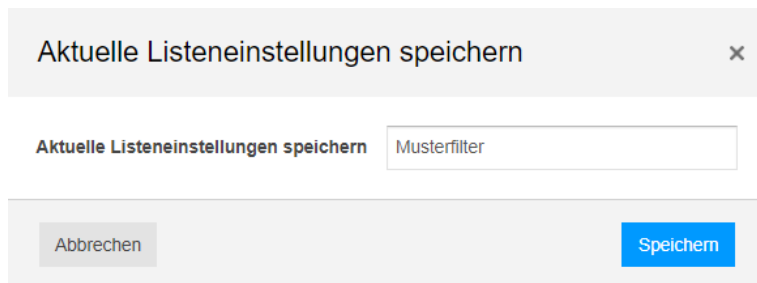 Aktuelle Listeneinstellungen speichern ×
Aktuelle Listeneinstellungen speichern Musterfilter
Abbrechen Speichern